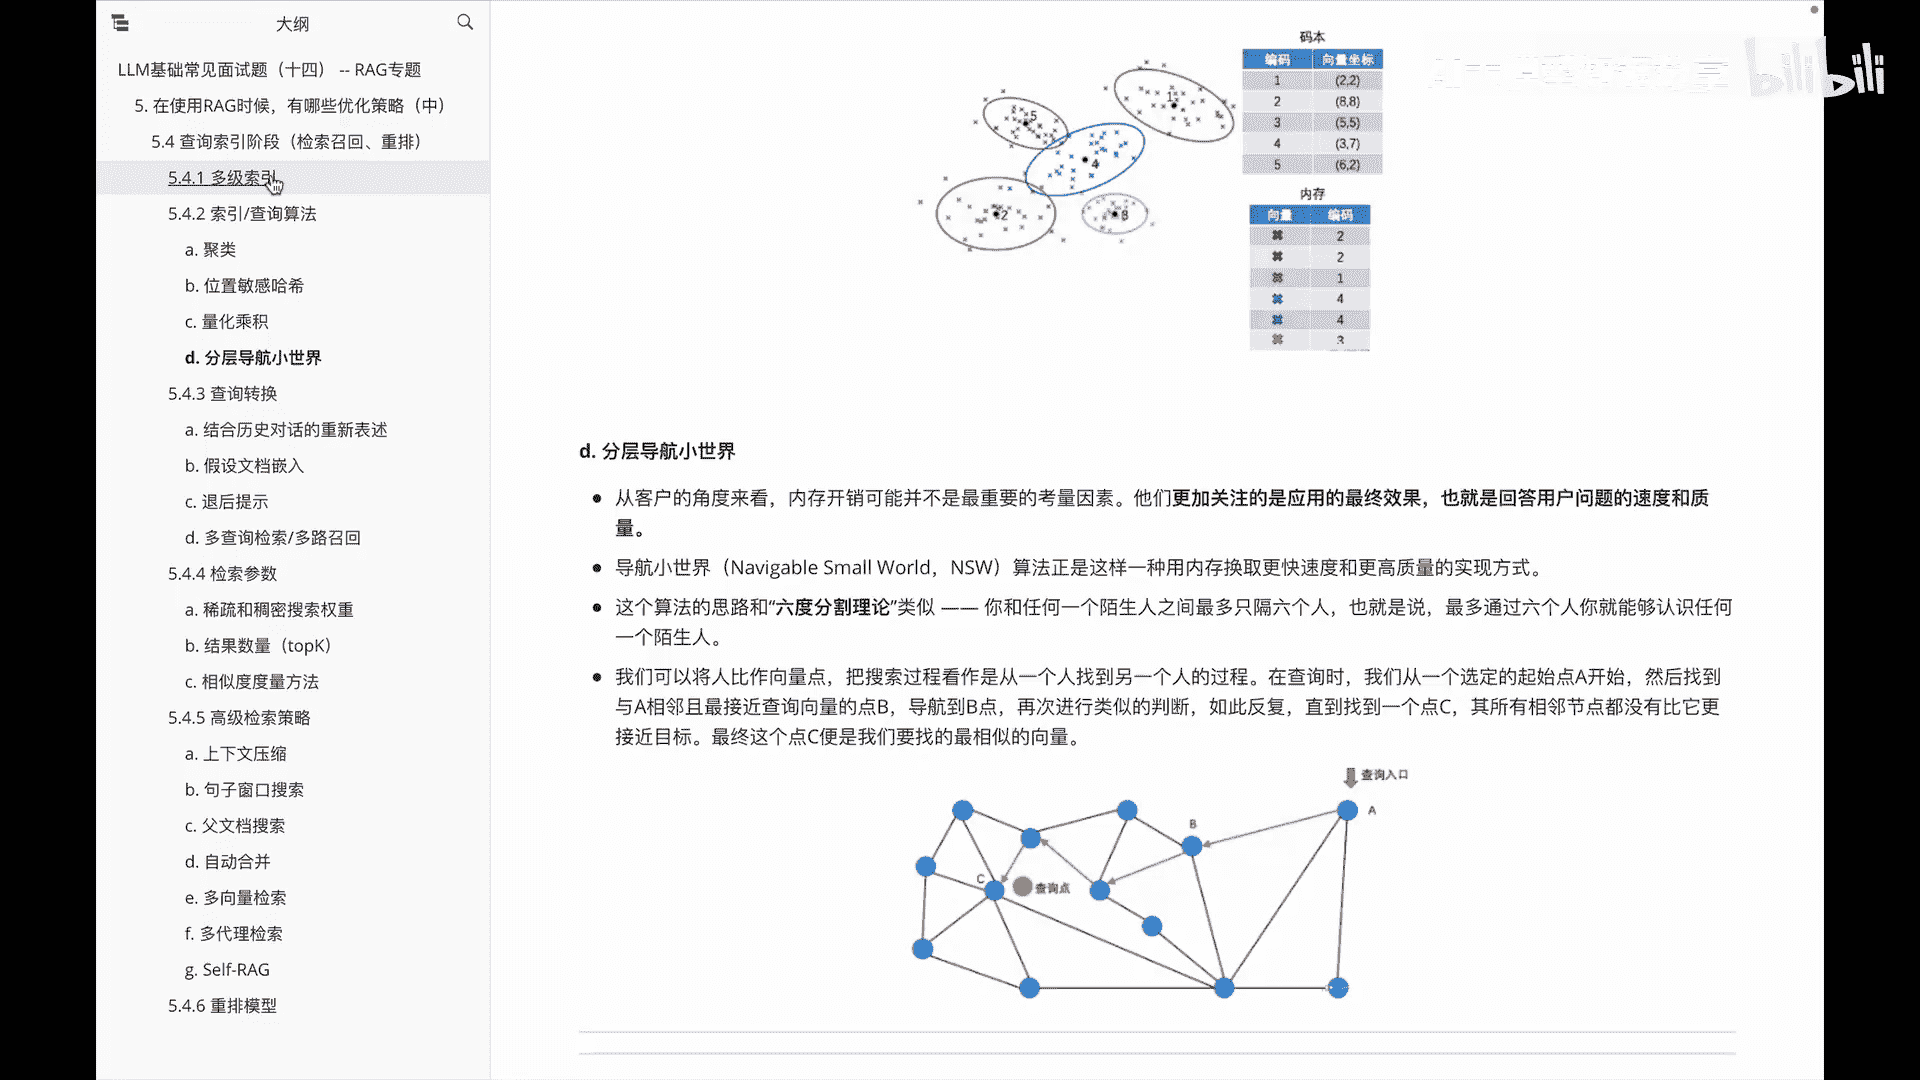 大纲
LLM基础常见面试题（十四） -- RAG专题
5. 在使用RAG时候，有哪些优化策略（中）
5.4 查询索引阶段（检索召回、重排）
5.4.1 多级索引
5.4.2 索引/查询算法
a. 聚类
b. 位置敏感哈希
c. 量化乘积
d. 分层导航小世界
5.4.3 查询转换
a. 结合历史对话的重新表述
b. 假设文档嵌入
c. 退后提示
d. 多查询检索/多路召回
5.4.4 检索参数
a. 稀疏和稠密搜索权重
b. 结果数量（topK）
c. 相似度度量方法
5.4.5 高级检索策略
a. 上下文压缩
b. 句子窗口搜索
c. 父文档搜索
d. 自动合并
e. 多向量检索
f. 多代理检索
g. Self-RAG
5.4.6 重排模型
码本
编码 向量坐标
1 (2,2)
2 (8,8)
3 (5,5)
4 (3,7)
5 (6,2)
内存
向量 编码
2
2
1
4
4
3
1
5
4
2
3
bilibili
d. 分层导航小世界
从客户的角度来看，内存开销可能并不是最重要的考量因素。他们更加关注的是应用的最终效果，也就是回答用户问题的速度和质
量。
导航小世界（Navigable Small World，NSW）算法正是这样一种用内存换取更快速度和更高质量的实现方式。
这个算法的思路和“六度分割理论”类似 —— 你和任何一个陌生人之间最多只隔六个人，也就是说，最多通过六个人你就能够认识任何
一个陌生人。
我们可以将人比作向量点，把搜索过程看作是从一个人找到另一个人的过程。在查询时，我们从一个选定的起始点A开始，然后找到
与A相邻且最接近查询向量的点B，导航到B点，再次进行类似的判断，如此反复，直到找到一个点C，其所有相邻节点都没有比它更
接近目标。最终这个点C便是我们要找的最相似的向量。
查询入口
A
B
C
查询点